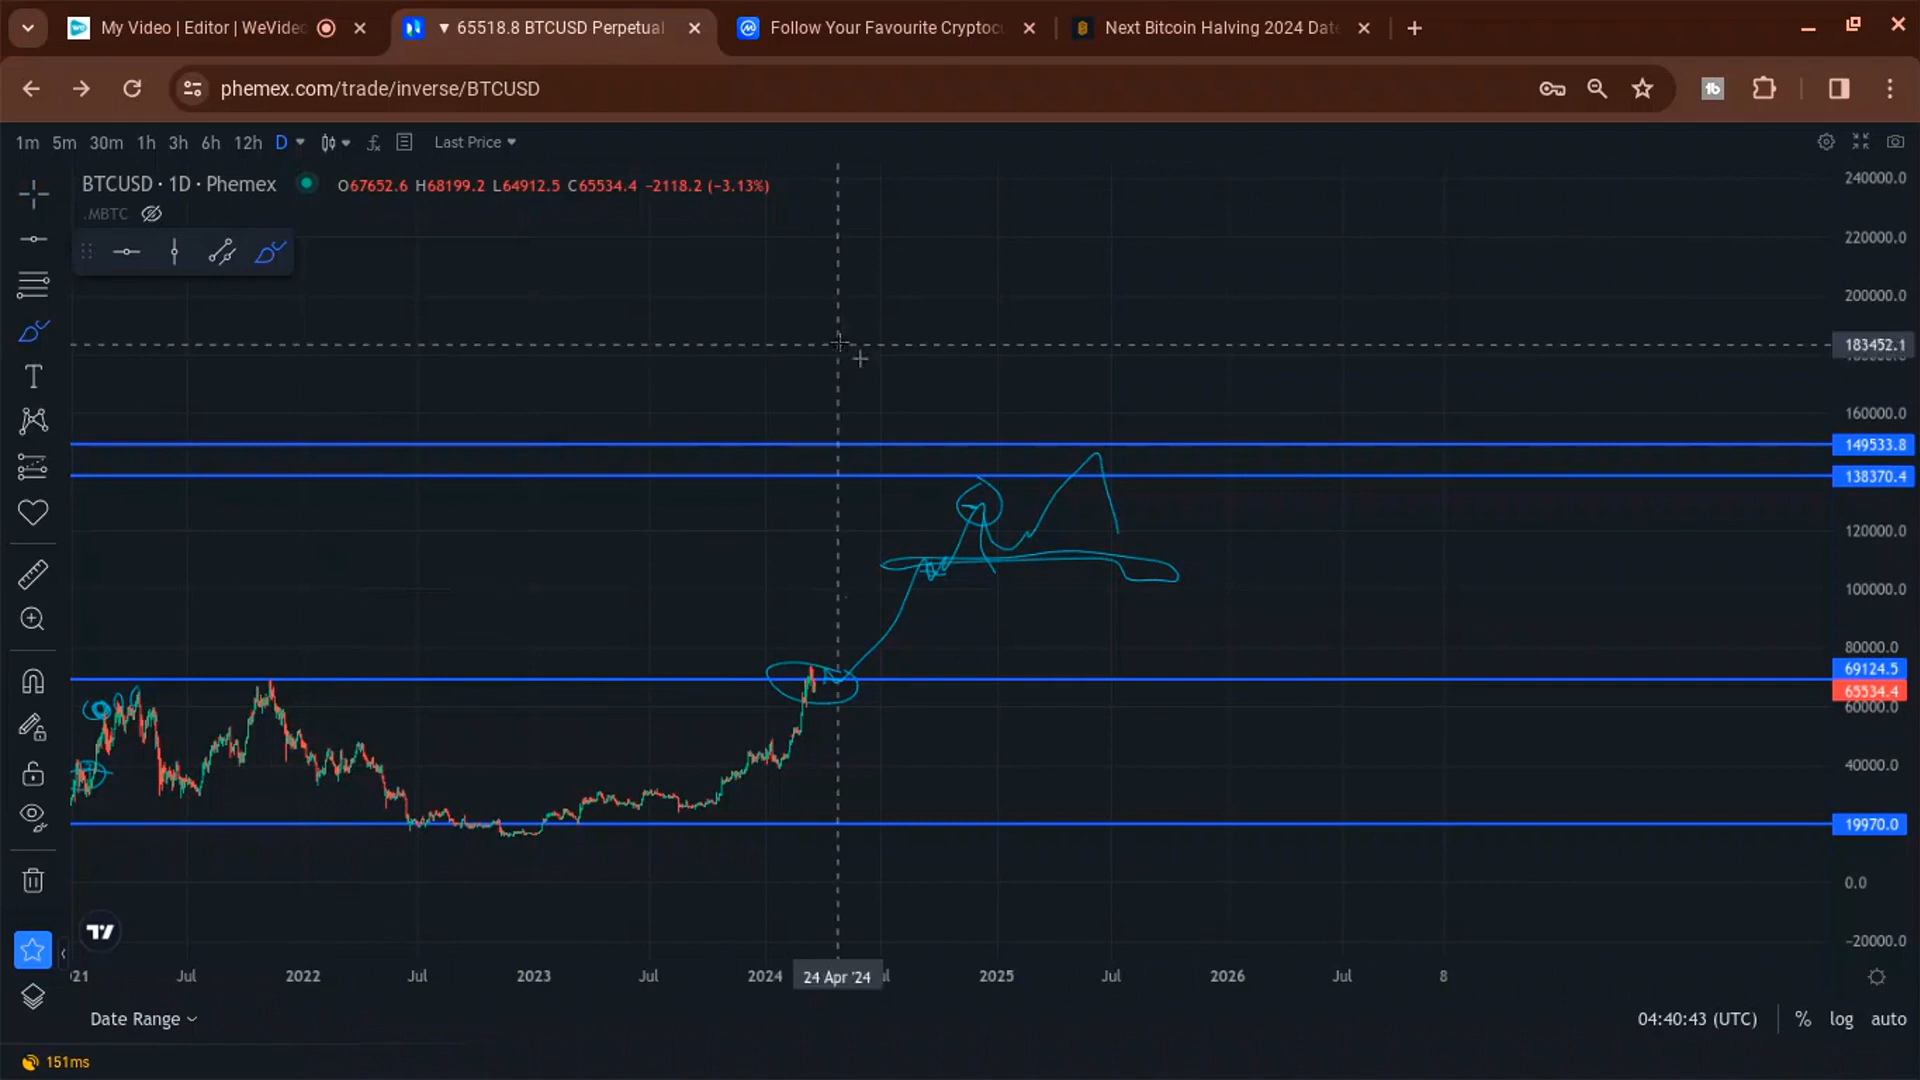 My Video | Editor | WeVideo
▼ 65518.8 BTCUSD Perpetual
Follow Your Favourite Cryptoc
Next Bitcoin Halving 2024 Date
phemex.com/trade/inverse/BTCUSD
1m 5m 30m 1h 3h 6h 12h D Last Price
BTCUSD · 1D · Phemex O67652.6 H68199.2 L64912.5 C65534.4 −2118.2 (−3.13%)
.MBTC
240000.0
220000.0
200000.0
183452.1
160000.0
149533.8
138370.4
120000.0
100000.0
80000.0
69124.5
65534.4
60000.0
40000.0
19970.0
0.0
−20000.0
021 Jul 2022 Jul 2023 Jul 2024 24 Apr '24 2025 Jul 2026 Jul 8
Date Range 04:40:43 (UTC) % log auto
151ms